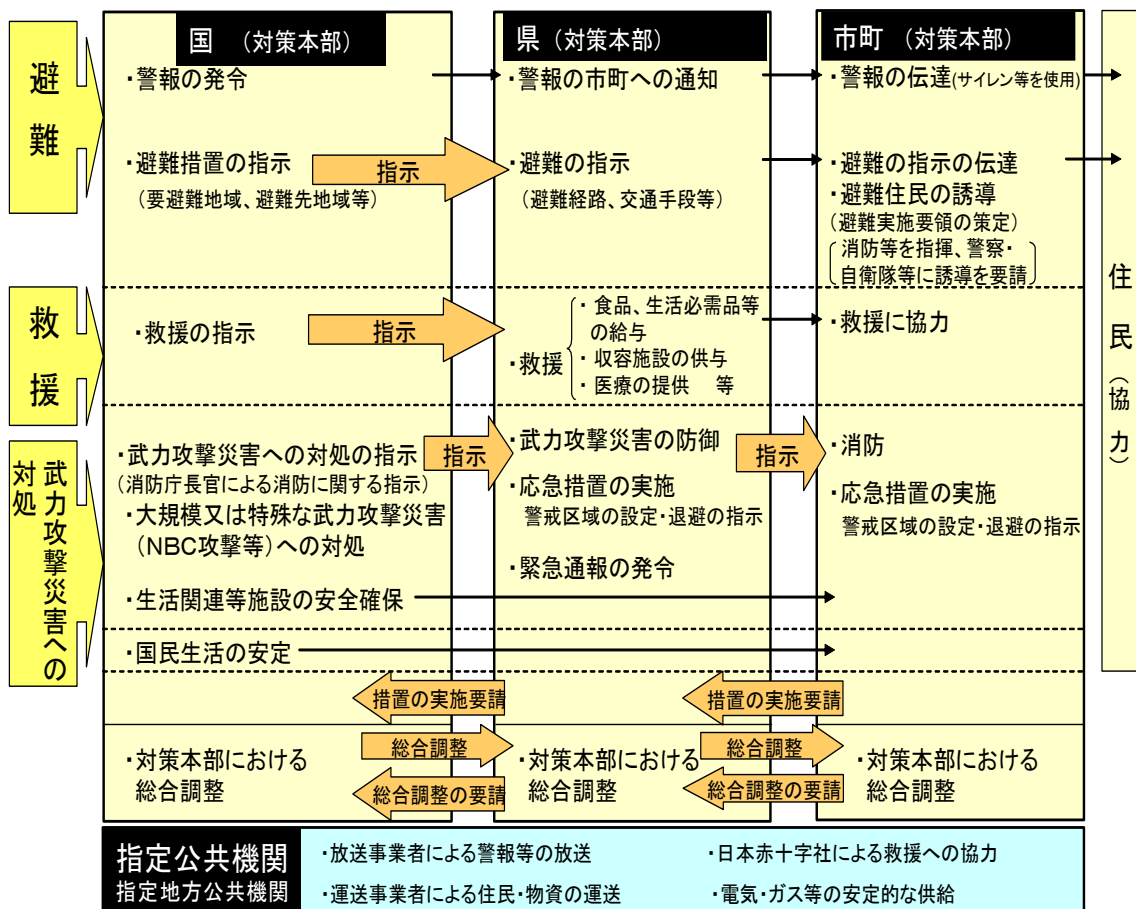 避難
国 (対策本部)
県 (対策本部)
市町 (対策本部)
・警報の発令
・警報の市町への通知
・警報の伝達(サイレン等を使用)
・避難措置の指示
(要避難地域、避難先地域等)
指示
・避難の指示
(避難経路、交通手段等)
・避難の指示の伝達
・避難住民の誘導
(避難実施要領の策定)
消防等を指揮、警察・
自衛隊等に誘導を要請
住民(協力)
救援
・救援の指示
指示
・救援
・食品、生活必需品等
の給与
・収容施設の供与
・医療の提供 等
・救援に協力
武力攻撃災害への
対処
・武力攻撃災害への対処の指示
(消防庁長官による消防に関する指示)
・大規模又は特殊な武力攻撃災害
(NBC攻撃等)への対処
・生活関連等施設の安全確保
指示
・武力攻撃災害の防御
・応急措置の実施
警戒区域の設定・退避の指示
・緊急通報の発令
指示
・消防
・応急措置の実施
警戒区域の設定・退避の指示
・国民生活の安定
措置の実施要請
措置の実施要請
・対策本部における
総合調整
総合調整
総合調整の要請
・対策本部における
総合調整
総合調整
総合調整の要請
・対策本部における
総合調整
指定公共機関
指定地方公共機関
・放送事業者による警報等の放送
・日本赤十字社による救援への協力
・運送事業者による住民・物資の運送
・電気・ガス等の安定的な供給